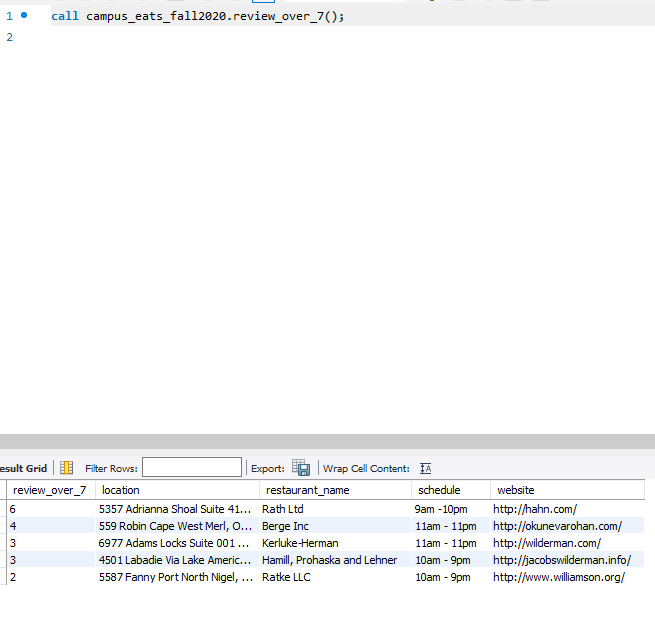 1 call campus_eats_fall2020.review_over_7();
2
esult Grid Filter Rows: Export: Wrap Cell Content: IA
review_over_7 location restaurant_name schedule website
6 5357 Adrianna Shoal Suite 41... Rath Ltd 9am -10pm http://hahn.com/
4 559 Robin Cape West Merl, O... Berge Inc 11am - 11pm http://okunevarohan.com/
3 6977 Adams Locks Suite 001 ... Kerluke-Herman 11am - 11pm http://wilderman.com/
3 4501 Labadie Via Lake Americ... Hamill, Prohaska and Lehner 10am - 9pm http://jacobswilderman.info/
2 5587 Fanny Port North Nigel, ... Ratke LLC 10am - 9pm http://www.williamson.org/